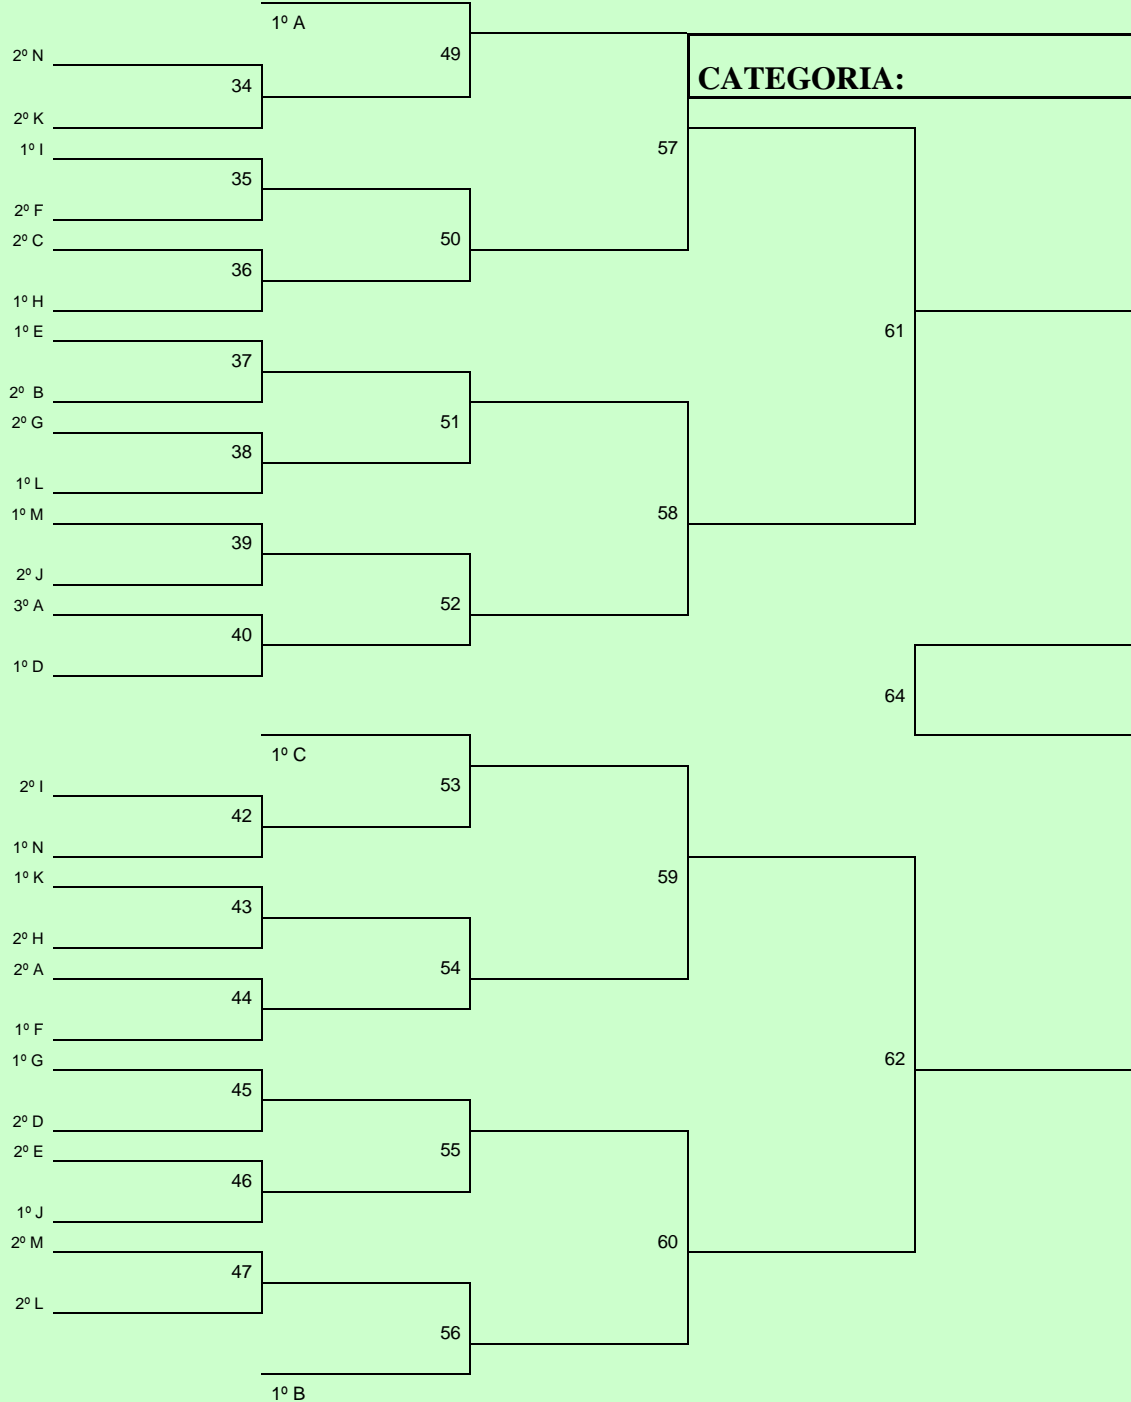 1º A
2º N
49
34
CATEGORIA:
2º K
1º I
57
35
2º F
2º C
50
36
1º H
1º E
61
37
2º B
2º G
51
38
1º L
1º M
58
39
2º J
3º A
52
40
1º D
64
1º C
2º I
53
42
1º N
1º K
59
43
2º H
2º A
54
44
1º F
1º G
62
45
2º D
2º E
55
46
1º J
2º M
60
47
2º L
56
1º B